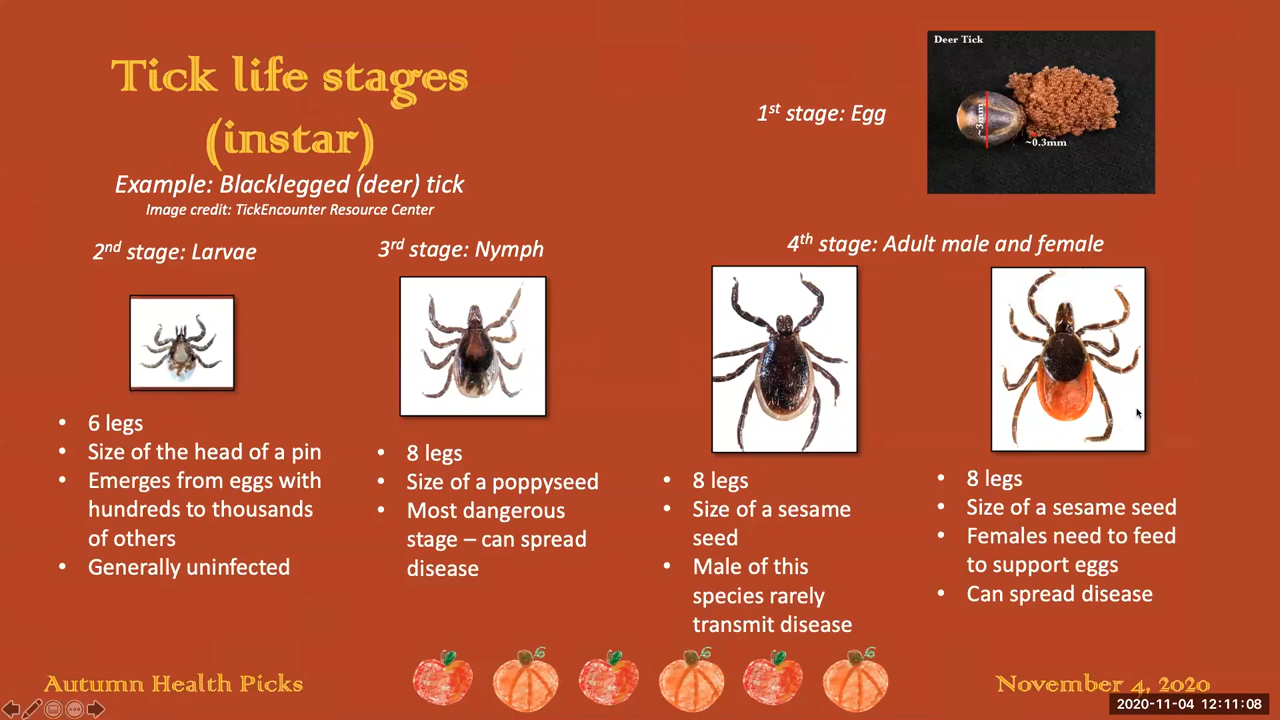 Tick life stages
(instar)
Example: Blacklegged (deer) tick
Image credit: TickEncounter Resource Center
1st stage: Egg
Deer Tick
~3mm
~0.3mm
2nd stage: Larvae
• 6 legs
• Size of the head of a pin
• Emerges from eggs with
hundreds to thousands
of others
• Generally uninfected
3rd stage: Nymph
• 8 legs
• Size of a poppyseed
• Most dangerous
stage – can spread
disease
4th stage: Adult male and female
• 8 legs
• Size of a sesame
seed
• Male of this
species rarely
transmit disease
• 8 legs
• Size of a sesame seed
• Females need to feed
to support eggs
• Can spread disease
Autumn Health Picks
November 4, 2020
2020-11-04 12:11:08